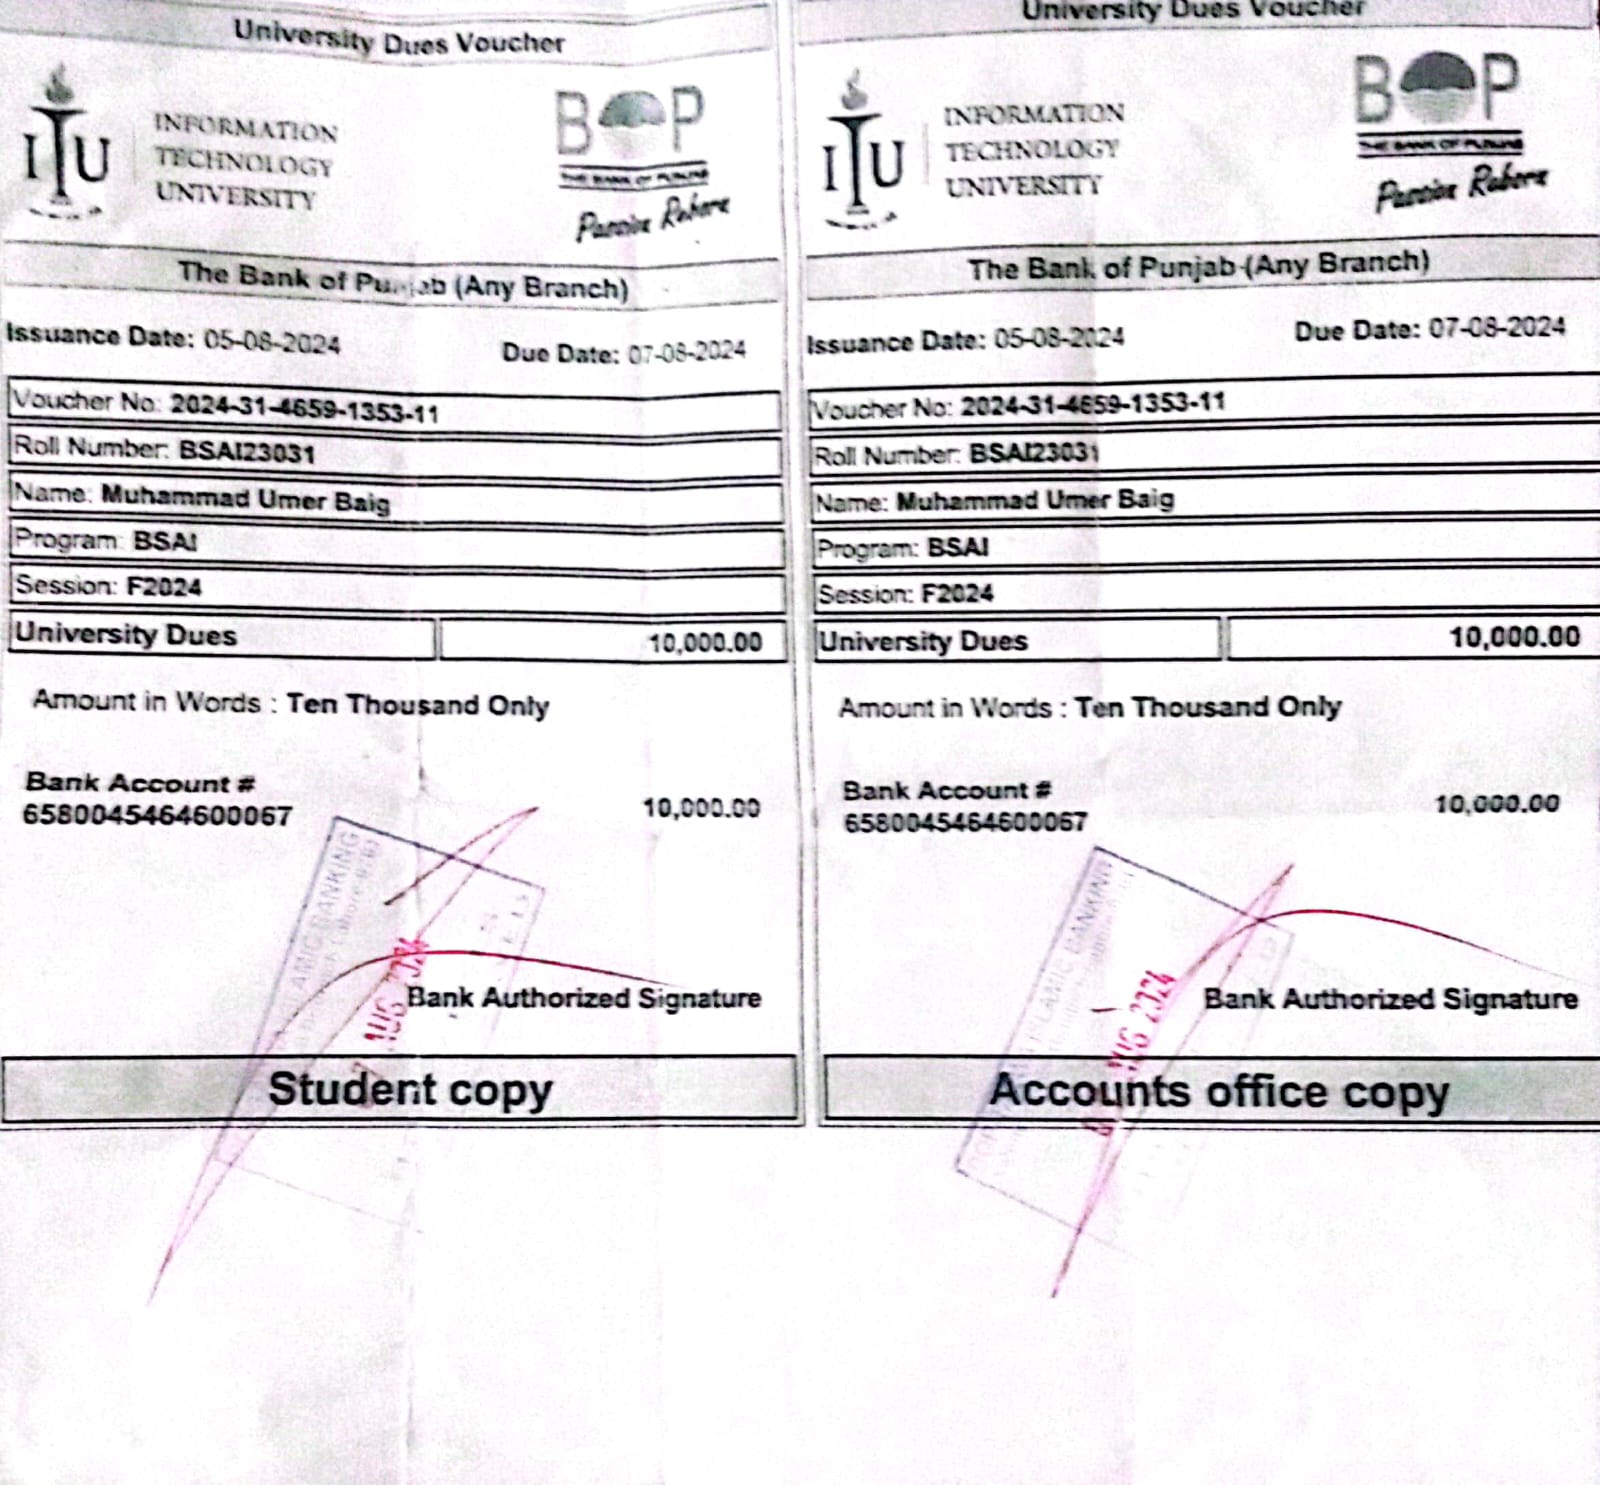 University Dues Voucher
ITU
INFORMATION
TECHNOLOGY
UNIVERSITY
BOP
THE BANK OF PUNJAB
Passion Reborn
The Bank of Punjab (Any Branch)
Issuance Date: 05-08-2024
Due Date: 07-08-2024
Voucher No: 2024-31-4659-1353-11
Roll Number: BSAI23031
Name: Muhammad Umer Baig
Program: BSAI
Session: F2024
University Dues 10,000.00
Amount in Words : Ten Thousand Only
Bank Account #
6580045464600067 10,000.00
AMIC BANKING
AUG 2024
Bank Authorized Signature
Student copy
University Dues Voucher
ITU
INFORMATION
TECHNOLOGY
UNIVERSITY
BOP
THE BANK OF PUNJAB
Passion Reborn
The Bank of Punjab (Any Branch)
Issuance Date: 05-08-2024
Due Date: 07-08-2024
Voucher No: 2024-31-4659-1353-11
Roll Number: BSAI23031
Name: Muhammad Umer Baig
Program: BSAI
Session: F2024
University Dues 10,000.00
Amount in Words : Ten Thousand Only
Bank Account #
6580045464600067 10,000.00
LAMIC BANKING
AUG 2024
Bank Authorized Signature
Accounts office copy